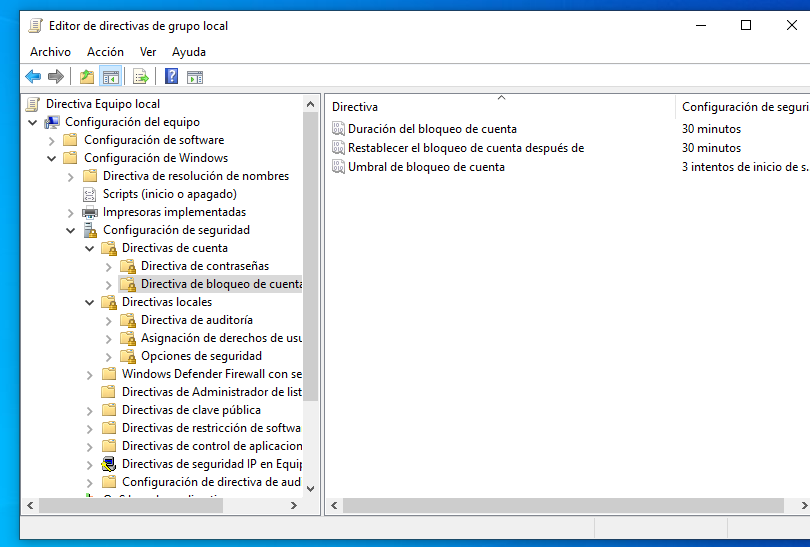 Editor de directivas de grupo local
Archivo Acción Ver Ayuda
Directiva Equipo local
Configuración del equipo
Configuración de software
Configuración de Windows
Directiva de resolución de nombres
Scripts (inicio o apagado)
Impresoras implementadas
Configuración de seguridad
Directivas de cuenta
Directiva de contraseñas
Directiva de bloqueo de cuenta
Directivas locales
Directiva de auditoría
Asignación de derechos de usu
Opciones de seguridad
Windows Defender Firewall con se
Directivas de Administrador de list
Directivas de clave pública
Directivas de restricción de softwa
Directivas de control de aplicacion
Directivas de seguridad IP en Equip
Configuración de directiva de aud
Directiva Configuración de seguri
Duración del bloqueo de cuenta 30 minutos
Restablecer el bloqueo de cuenta después de 30 minutos
Umbral de bloqueo de cuenta 3 intentos de inicio de s...